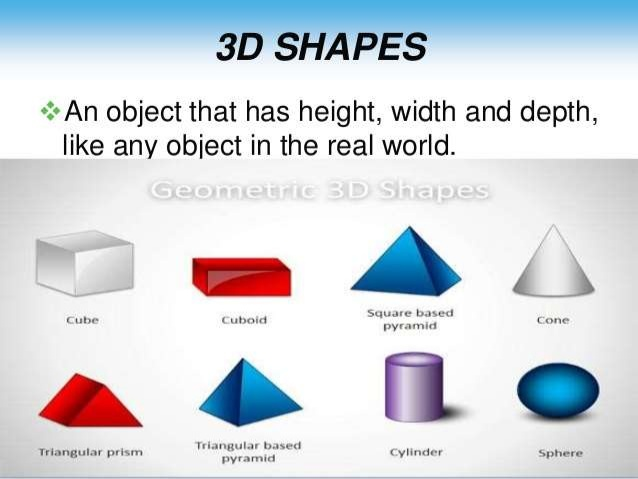 3D SHAPES
❖An object that has height, width and depth,
like any object in the real world.
Geometric 3D Shapes
Cube
Cuboid
Square based
pyramid
Cone
Triangular prism
Triangular based
pyramid
Cylinder
Sphere